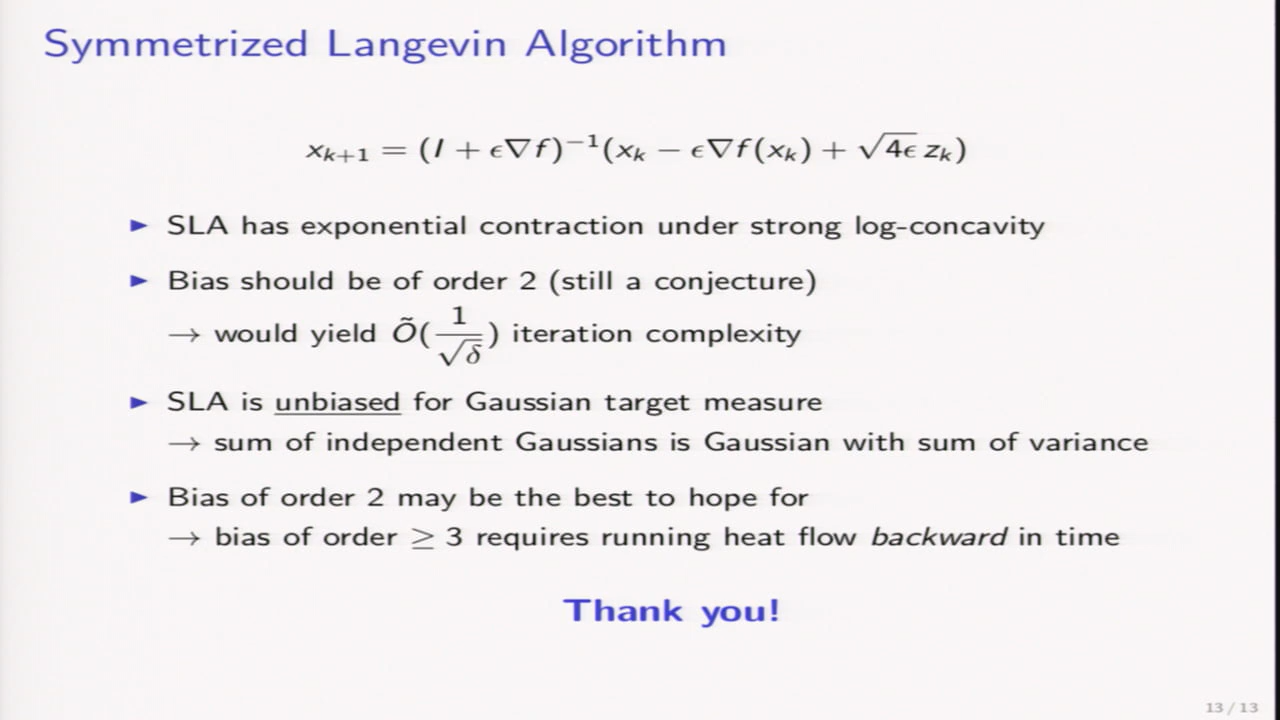 Symmetrized Langevin Algorithm
x_{k+1} = (I + ϵ∇f)^{−1}(x_k − ϵ∇f(x_k) + √4ϵ z_k)
► SLA has exponential contraction under strong log-concavity
► Bias should be of order 2 (still a conjecture)
→ would yield Õ(1/√δ) iteration complexity
► SLA is unbiased for Gaussian target measure
→ sum of independent Gaussians is Gaussian with sum of variance
► Bias of order 2 may be the best to hope for
→ bias of order ≥ 3 requires running heat flow backward in time
Thank you!
13 / 13